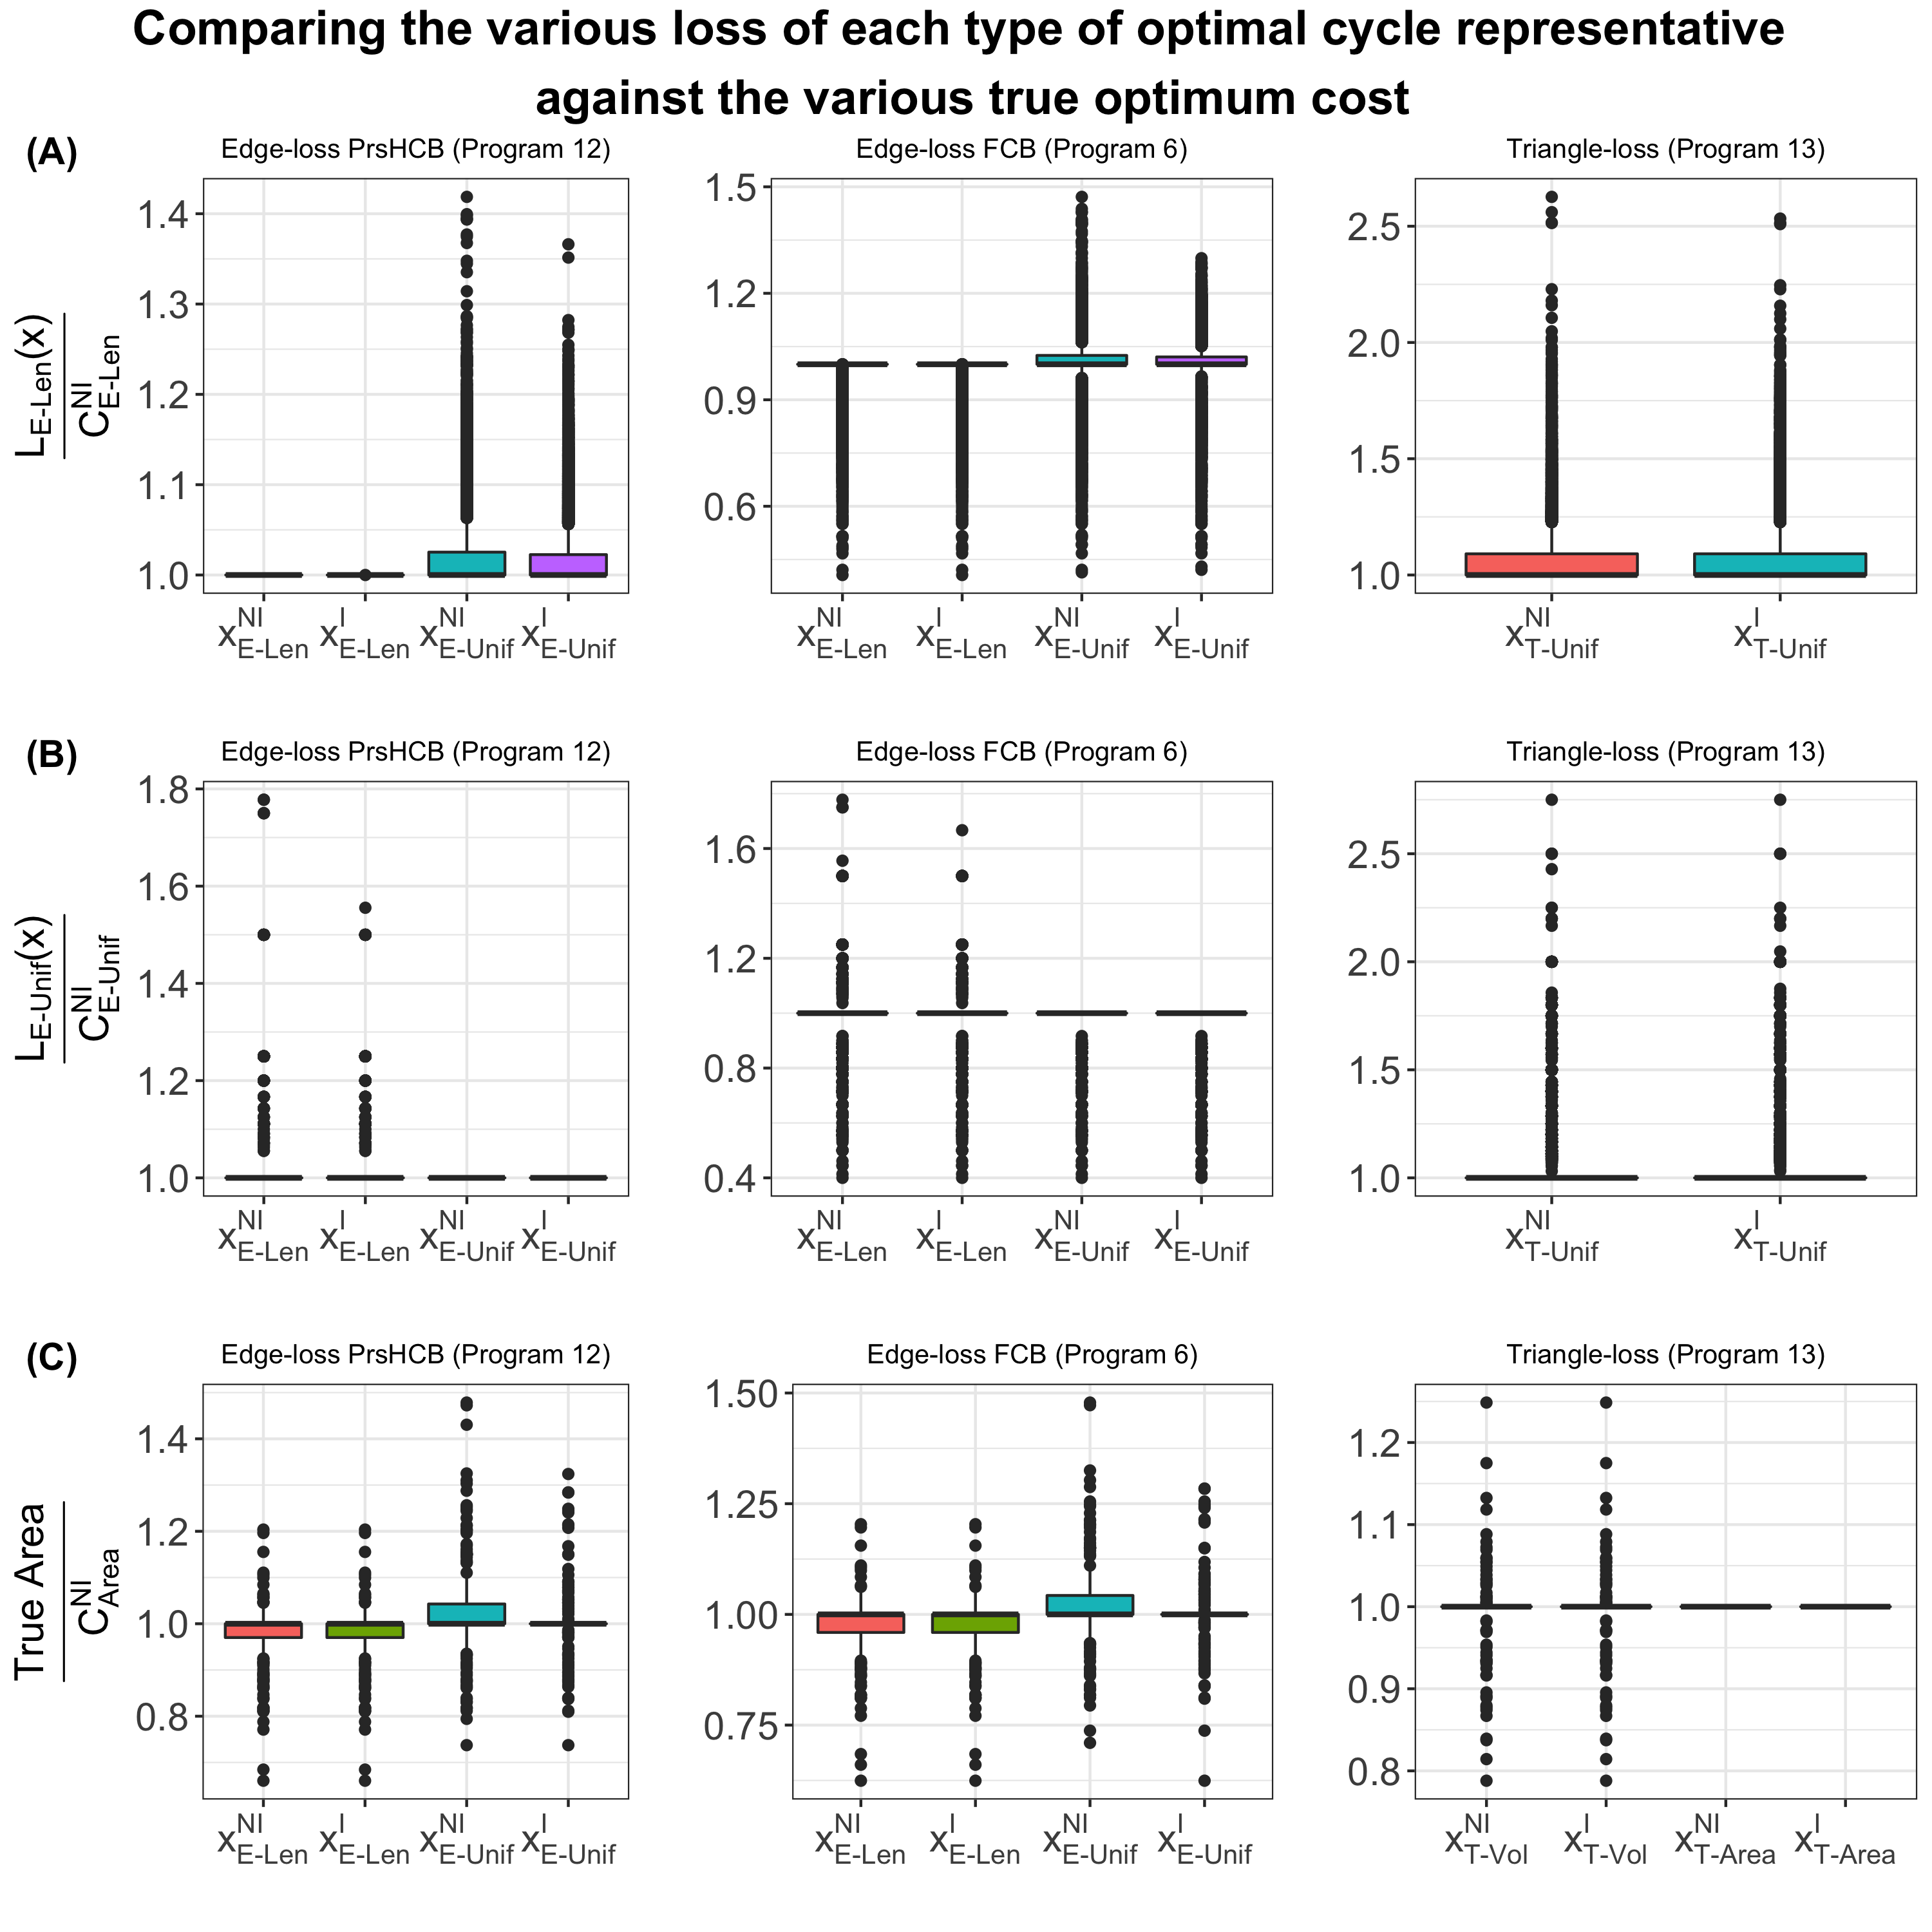 Comparing the various loss of each type of optimal cycle representative
against the various true optimum cost
(A)
Edge-loss PrsHCB (Program 12)
Edge-loss FCB (Program 6)
Triangle-loss (Program 13)
L_E-Len(x)
C^NI_E-Len
1.4
1.3
1.2
1.1
1.0
x^NI_E-Len x^I_E-Len x^NI_E-Unif x^I_E-Unif
1.5
1.2
0.9
0.6
x^NI_E-Len x^I_E-Len x^NI_E-Unif x^I_E-Unif
2.5
2.0
1.5
1.0
x^NI_T-Unif x^I_T-Unif
(B)
Edge-loss PrsHCB (Program 12)
Edge-loss FCB (Program 6)
Triangle-loss (Program 13)
L_E-Unif(x)
C^NI_E-Unif
1.8
1.6
1.4
1.2
1.0
x^NI_E-Len x^I_E-Len x^NI_E-Unif x^I_E-Unif
1.6
1.2
0.8
0.4
x^NI_E-Len x^I_E-Len x^NI_E-Unif x^I_E-Unif
2.5
2.0
1.5
1.0
x^NI_T-Unif x^I_T-Unif
(C)
Edge-loss PrsHCB (Program 12)
Edge-loss FCB (Program 6)
Triangle-loss (Program 13)
True Area
C^NI_Area
1.4
1.2
1.0
0.8
x^NI_E-Len x^I_E-Len x^NI_E-Unif x^I_E-Unif
1.50
1.25
1.00
0.75
x^NI_E-Len x^I_E-Len x^NI_E-Unif x^I_E-Unif
1.2
1.1
1.0
0.9
0.8
x^NI_T-Vol x^I_T-Vol x^NI_T-Area x^I_T-Area